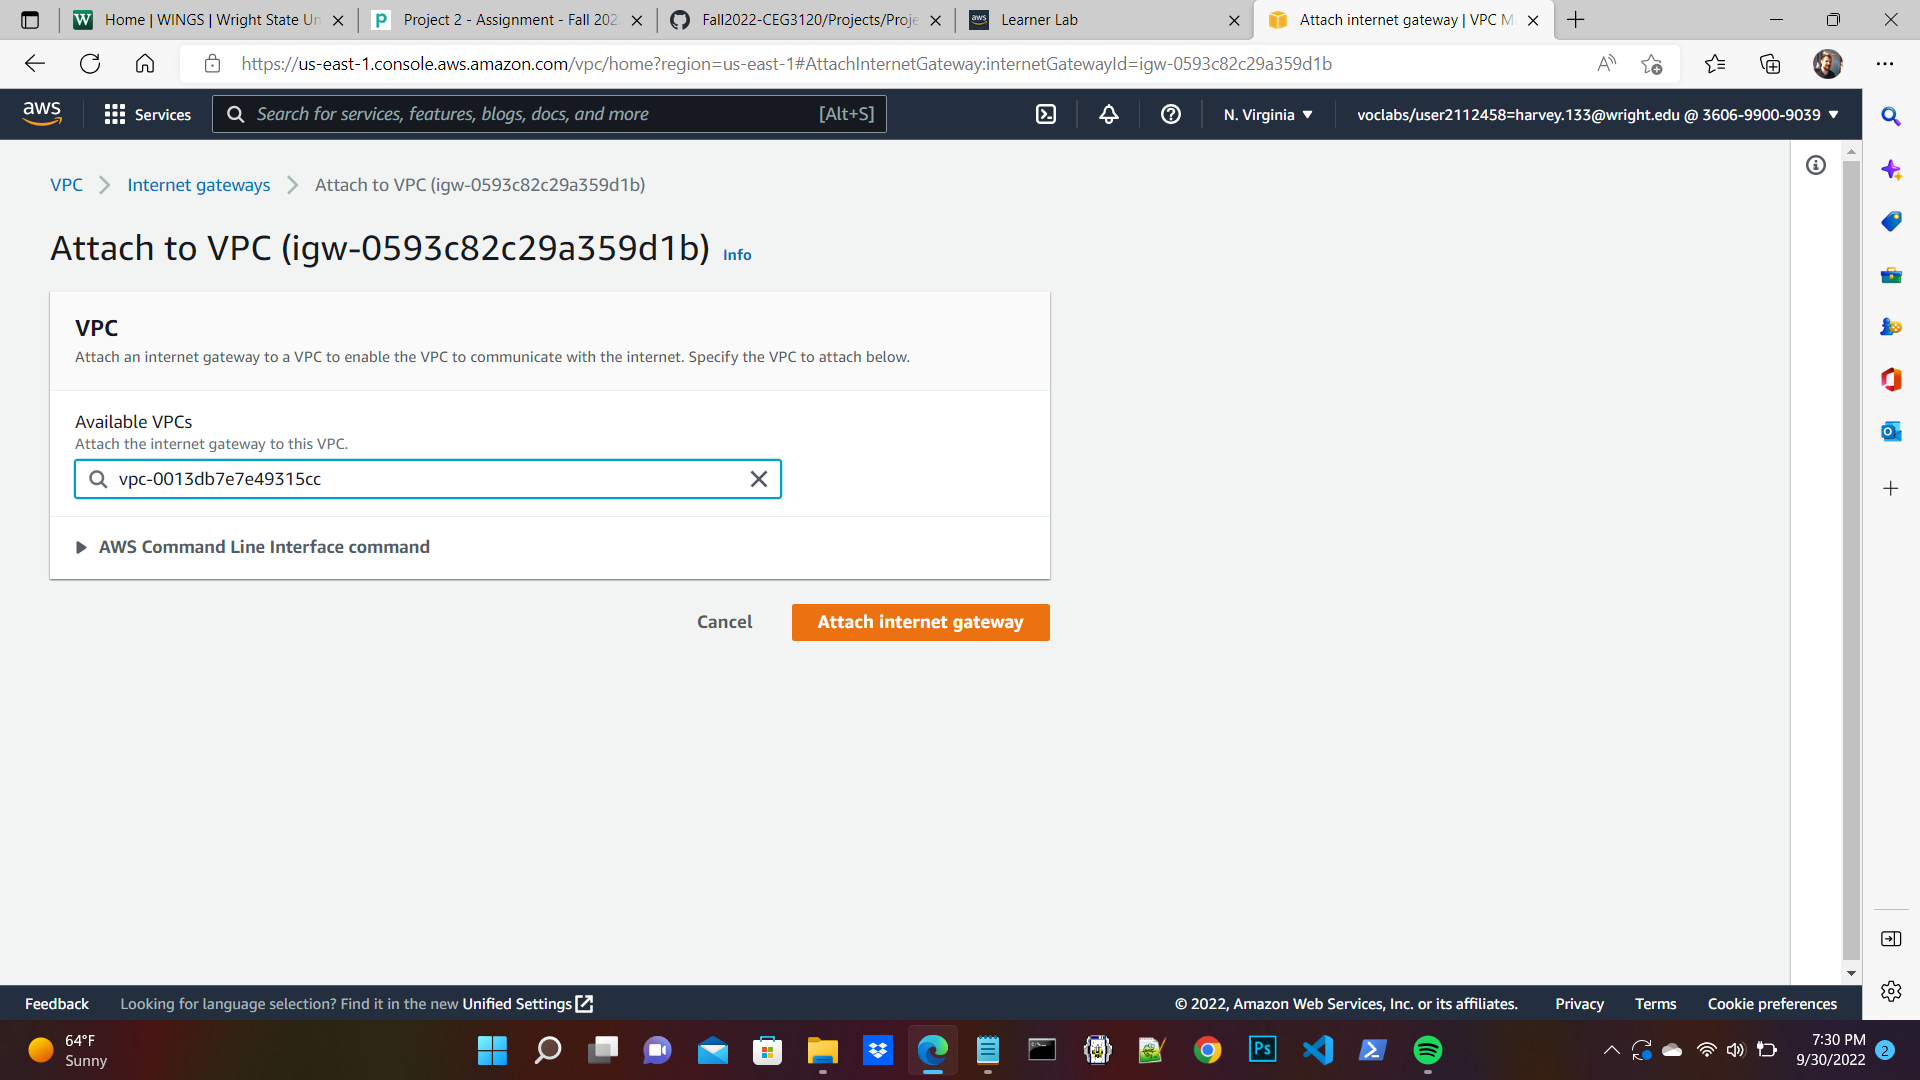 Home | WINGS | Wright State Un
Project 2 - Assignment - Fall 202
Fall2022-CEG3120/Projects/Proje
aws
Learner Lab
Attach internet gateway | VPC M
https://us-east-1.console.aws.amazon.com/vpc/home?region=us-east-1#AttachInternetGateway:internetGatewayId=igw-0593c82c29a359d1b
aws
Services
Search for services, features, blogs, docs, and more
[Alt+S]
N. Virginia
voclabs/user2112458=harvey.133@wright.edu @ 3606-9900-9039
VPC
Internet gateways
Attach to VPC (igw-0593c82c29a359d1b)
Attach to VPC (igw-0593c82c29a359d1b) Info
VPC
Attach an internet gateway to a VPC to enable the VPC to communicate with the internet. Specify the VPC to attach below.
Available VPCs
Attach the internet gateway to this VPC.
vpc-0013db7e7e49315cc
AWS Command Line Interface command
Cancel
Attach internet gateway
Feedback
Looking for language selection? Find it in the new Unified Settings
© 2022, Amazon Web Services, Inc. or its affiliates.
Privacy
Terms
Cookie preferences
64°F
Sunny
Ps
7:30 PM
9/30/2022
2